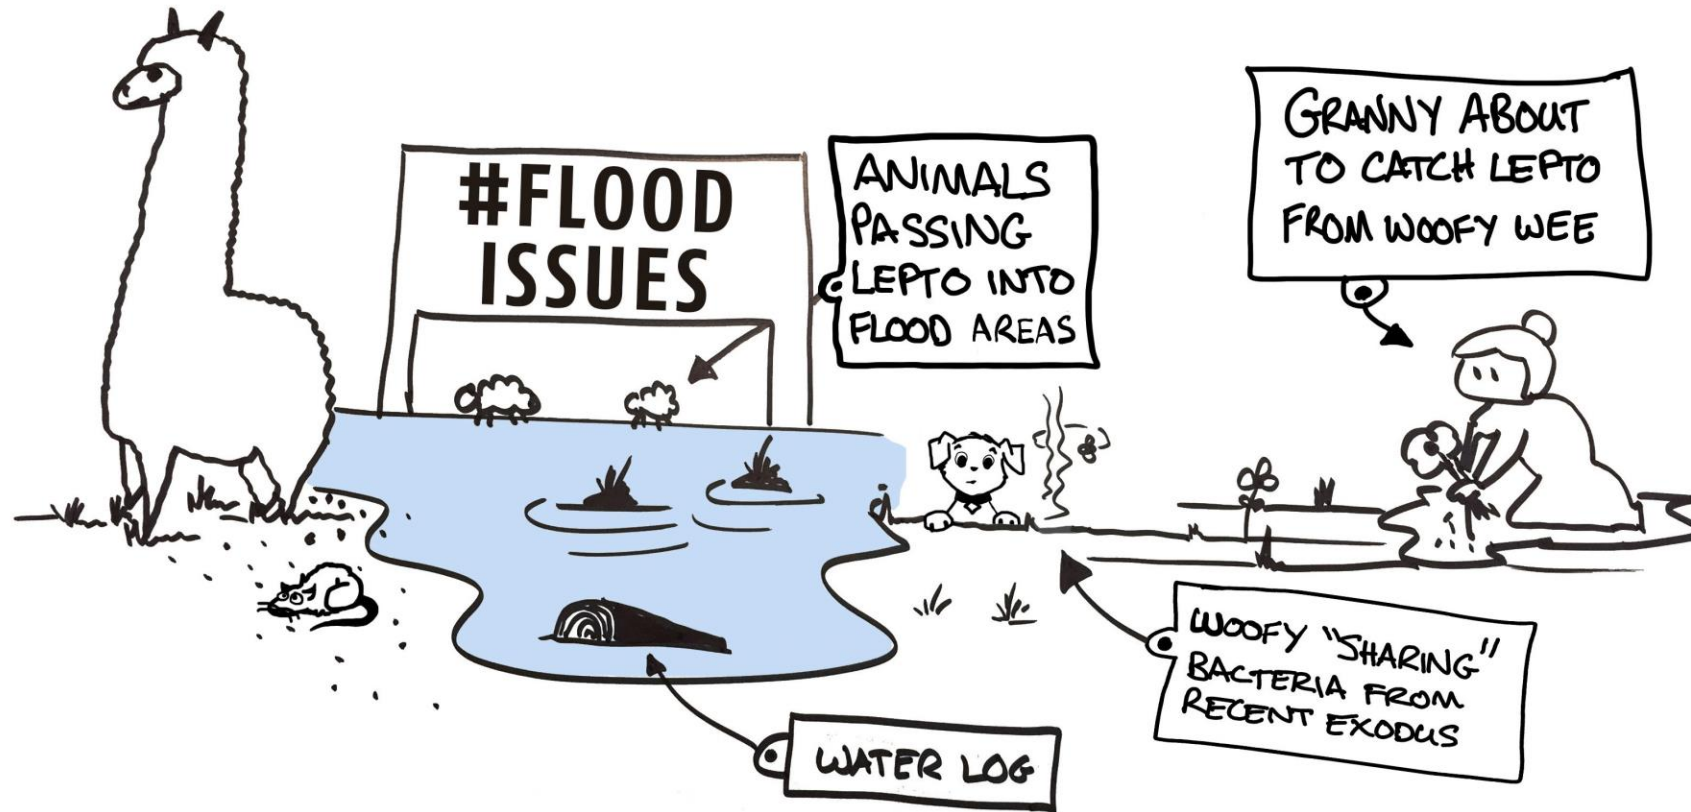 #FLOOD
ISSUES
ANIMALS
PASSING
LEPTO INTO
FLOOD AREAS
GRANNY ABOUT
TO CATCH LEPTO
FROM WOOFY WEE
WOOFY "SHARING"
BACTERIA FROM
RECENT EXODUS
WATER LOG